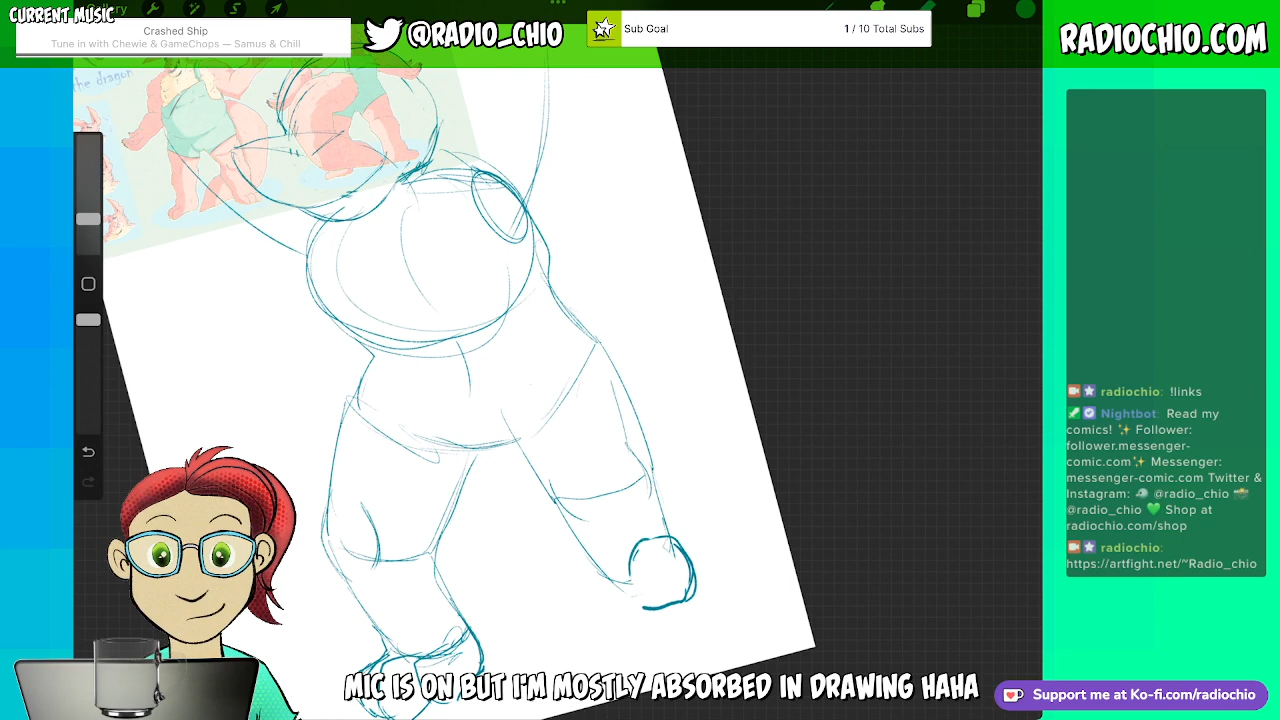 CURRENT MUSIC
Crashed Ship
Tune in with Chewie & GameChops — Samus & Chill
@RADIO_CHIO
Sub Goal
1 / 10 Total Subs
RADIOCHIO.COM
the dragon
radiochio: !links
Nightbot: Read my
comics! ✨ Follower:
follower.messenger-
comic.com✨ Messenger:
messenger-comic.com Twitter &
Instagram: @radio_chio
@radio_chio 💚 Shop at
radiochio.com/shop
radiochio:
https://artfight.net/~Radio_chio
MIC IS ON BUT I'M MOSTLY ABSORBED IN DRAWING HAHA
Support me at Ko-fi.com/radiochio